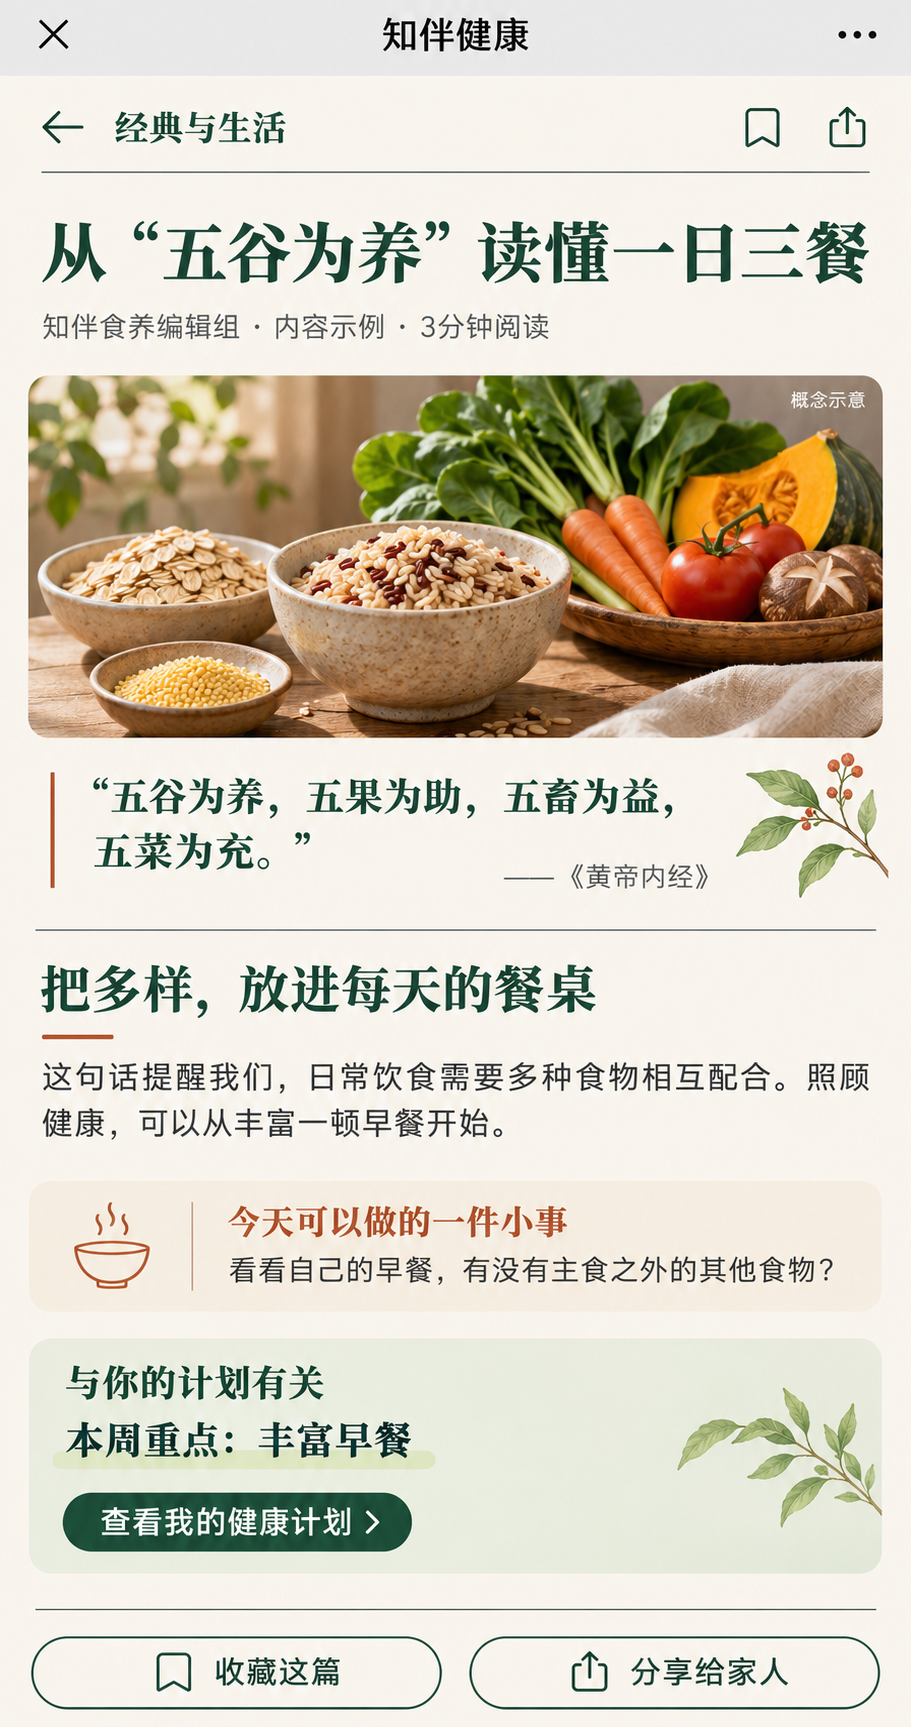 知伴健康
经典与生活
从“五谷为养”读懂一日三餐
知伴食养编辑组 · 内容示例 · 3分钟阅读
概念示意
“五谷为养，五果为助，五畜为益，
五菜为充。”
——《黄帝内经》
把多样，放进每天的餐桌
这句话提醒我们，日常饮食需要多种食物相互配合。照顾
健康，可以从丰富一顿早餐开始。
今天可以做的一件小事
看看自己的早餐，有没有主食之外的其他食物？
与你的计划有关
本周重点：丰富早餐
查看我的健康计划
收藏这篇
分享给家人